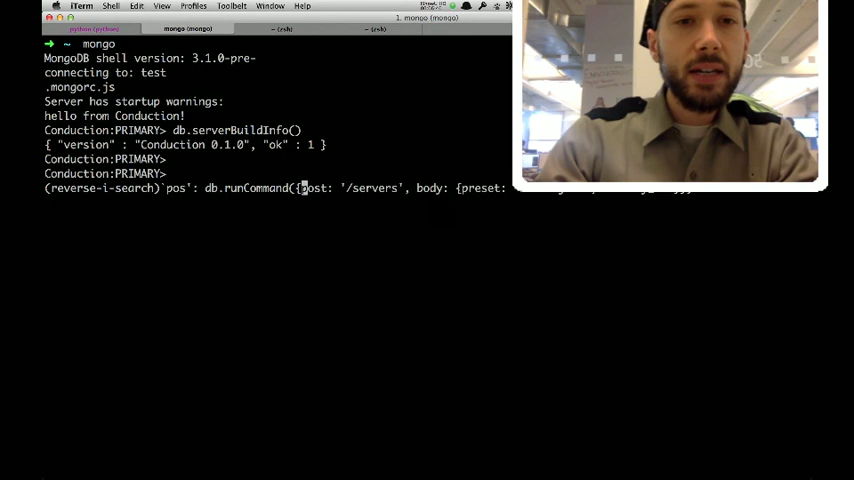 iTerm Shell Edit View Profiles Toolbelt Window Help
1. mongo (mongo)
python (python) mongo (mongo) ~ (zsh) ~ (zsh)
➜ ~ mongo
MongoDB shell version: 3.1.0-pre-
connecting to: test
.mongorc.js
Server has startup warnings:
hello from Conduction!
Conduction:PRIMARY> db.serverBuildInfo()
{ "version" : "Conduction 0.1.0", "ok" : 1 }
Conduction:PRIMARY>
Conduction:PRIMARY>
(reverse-i-search)`pos': db.runCommand({post: '/servers', body: {preset: